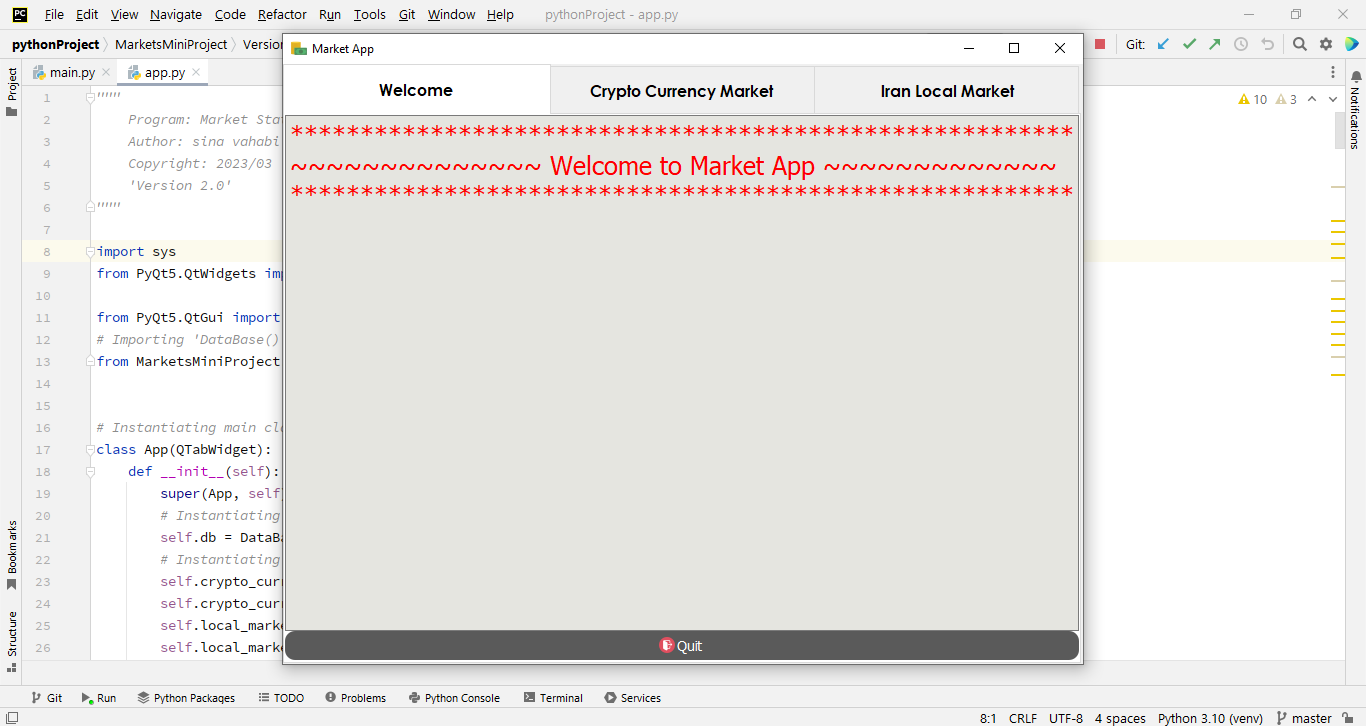 File Edit View Navigate Code Refactor Run Tools Git Window Help pythonProject - app.py
pythonProject MarketsMiniProject Version Git:
main.py app.py
Project
Bookmarks
Structure
Notifications
10 3
1 """
2 Program: Market Sta
3 Author: sina vahabi
4 Copyright: 2023/03
5 'Version 2.0'
6 """
7
8 import sys
9 from PyQt5.QtWidgets imp
10
11 from PyQt5.QtGui import
12 # Importing 'DataBase()
13 from MarketsMiniProject
14
15
16 # Instantiating main cla
17 class App(QTabWidget):
18 def __init__(self):
19 super(App, self
20 # Instantiating
21 self.db = DataBa
22 # Instantiating
23 self.crypto_curr
24 self.crypto_curr
25 self.local_marke
26 self.local_marke
Market App
Welcome Crypto Currency Market Iran Local Market
********************************************************
~~~~~~~~~~~~~~ Welcome to Market App ~~~~~~~~~~~~~
********************************************************
Quit
Git Run Python Packages TODO Problems Python Console Terminal Services
8:1 CRLF UTF-8 4 spaces Python 3.10 (venv) master